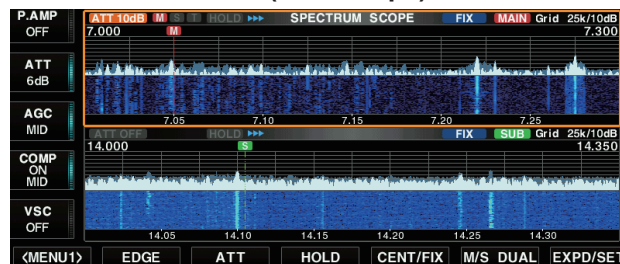 P.AMP
OFF
ATT
6dB
AGC
MID
COMP
ON
MID
VSC
OFF
ATT 10dB M S T HOLD SPECTRUM SCOPE FIX MAIN Grid 25k/10dB
7.000 M 7.300
7.05 7.10 7.15 7.20 7.25
ATT OFF HOLD FIX SUB Grid 25k/10dB
14.000 S 14.350
14.05 14.10 14.15 14.20 14.25 14.30
<MENU1> EDGE ATT HOLD CENT/FIX M/S DUAL EXPD/SET